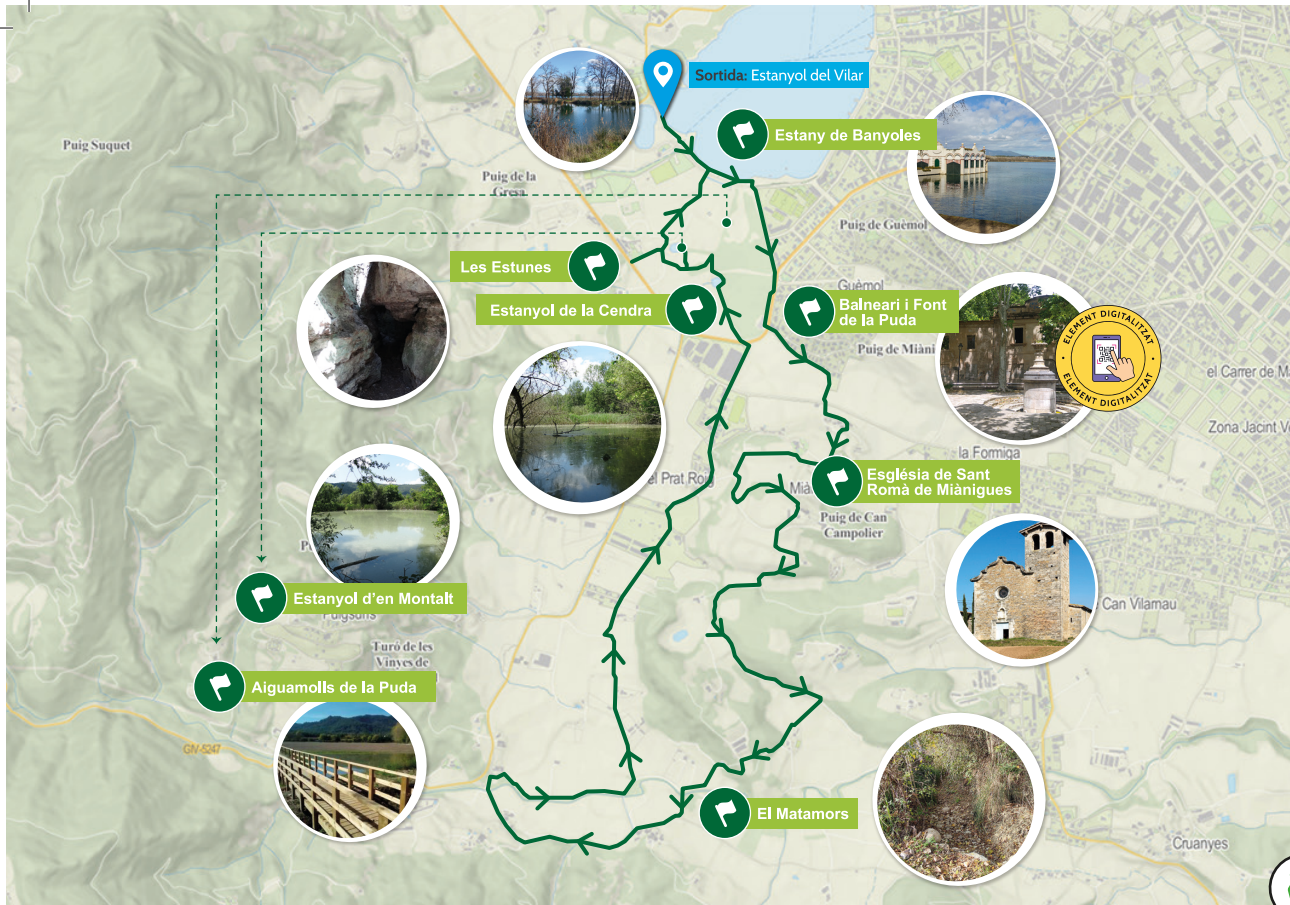 Sortida: Estanyol del Vilar
Estany de Banyoles
Puig Suquet
Puig de la
Gresa
Puig de Guèmol
Les Estunes
Guèmol
Estanyol de la Cendra
Balneari i Font
de la Puda
ELEMENT DIGITALITZAT
ELEMENT DIGITALITZAT
Puig de Miàni
el Carrer de
Zona Jacint
la Formiga
el Prat Roig
Església de Sant
Romà de Miànigues
Puig de Can
Campolier
Estanyol d'en Montalt
Can Vilamau
Turó de les
Vinyes de
Aiguamolls de la Puda
GIV-5247
El Matamors
Cruanyes